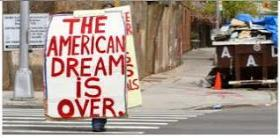 THE
AMERICAN
DREAM
IS
OVER.
A A